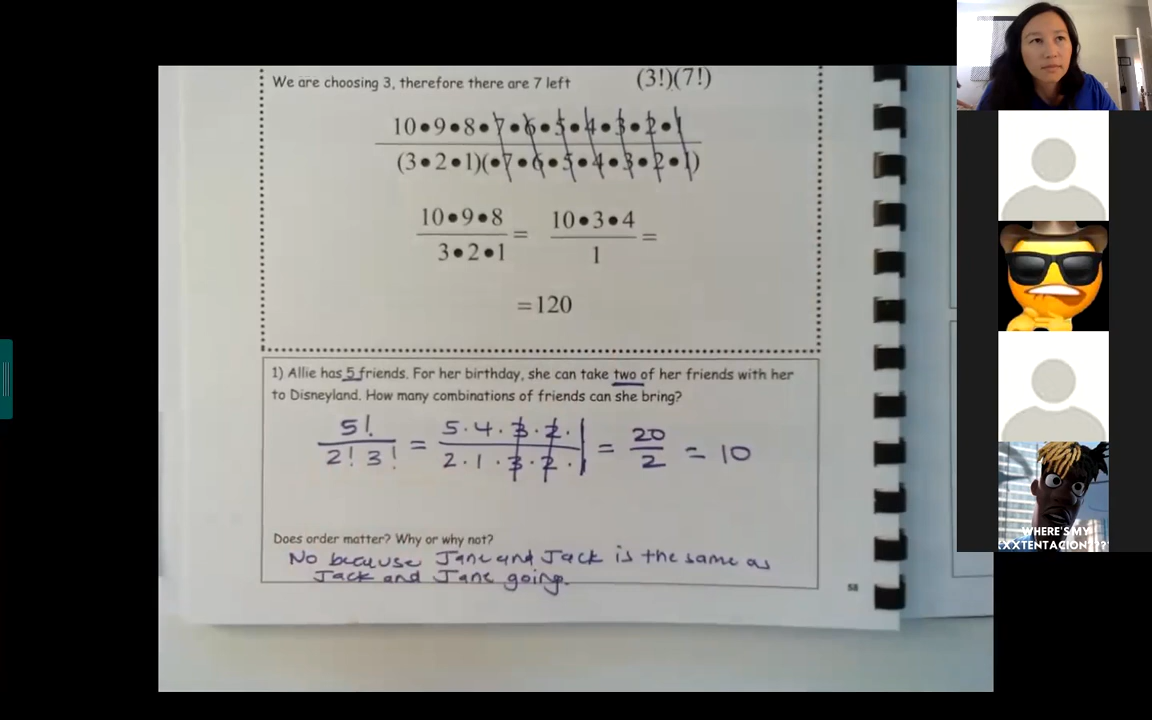 We are choosing 3, therefore there are 7 left (3!)(7!)
10•9•8•7•6•5•4•3•2•1
(3•2•1)(•7•6•5•4•3•2•1)
10•9•8 = 10•3•4 =
3•2•1 1
=120
1) Allie has 5 friends. For her birthday, she can take two of her friends with her
to Disneyland. How many combinations of friends can she bring?
5! = 5·4·3·2·1 = 20 = 10
2!3! 2·1·3·2·1 2
Does order matter? Why or why not?
No because Jane and Jack is the same as
Jack and Jane going.
58
WHERE'S MY
XXXTENTACION???